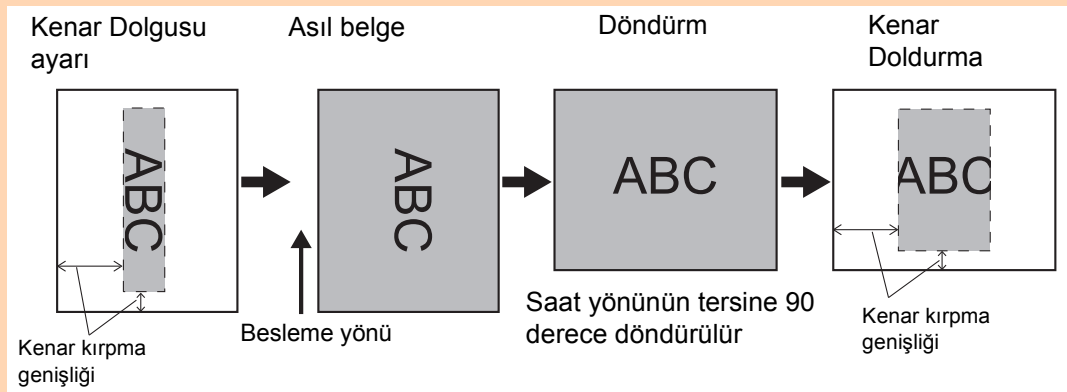 Kenar Dolgusu
ayarı
Asıl belge
Döndürm
Kenar
Doldurma
ABC
ABC
ABC
ABC
Kenar kırpma
genişliği
Besleme yönü
Saat yönünün tersine 90
derece döndürülür
Kenar kırpma
genişliği